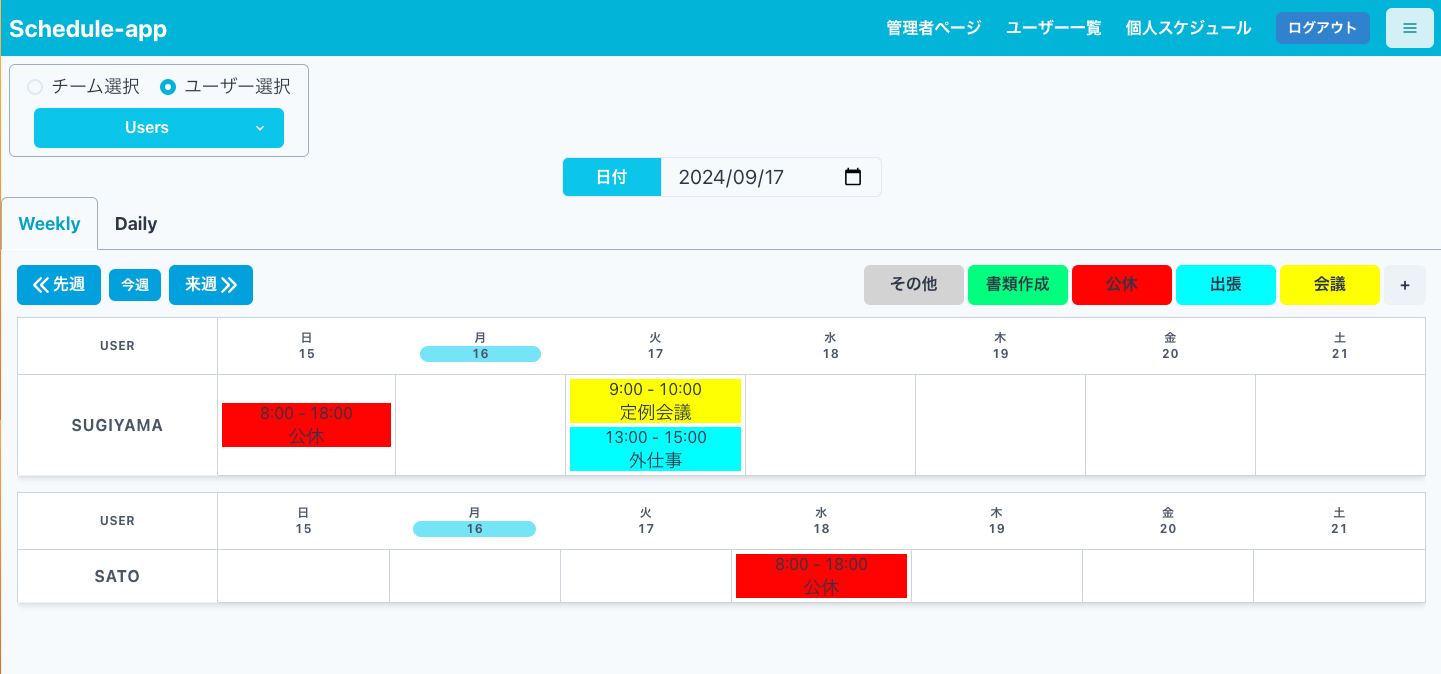 Schedule-app
管理者ページ ユーザー一覧 個人スケジュール ログアウト
チーム選択 ユーザー選択
Users
日付 2024/09/17
Weekly Daily
先週 今週 来週 その他 書類作成 公休 出張 会議 +
USER 日 月 火 水 木 金 土
15 16 17 18 19 20 21
SUGIYAMA
8:00 - 18:00
公休
9:00 - 10:00
定例会議
13:00 - 15:00
外仕事
USER 日 月 火 水 木 金 土
15 16 17 18 19 20 21
SATO
8:00 - 18:00
公休